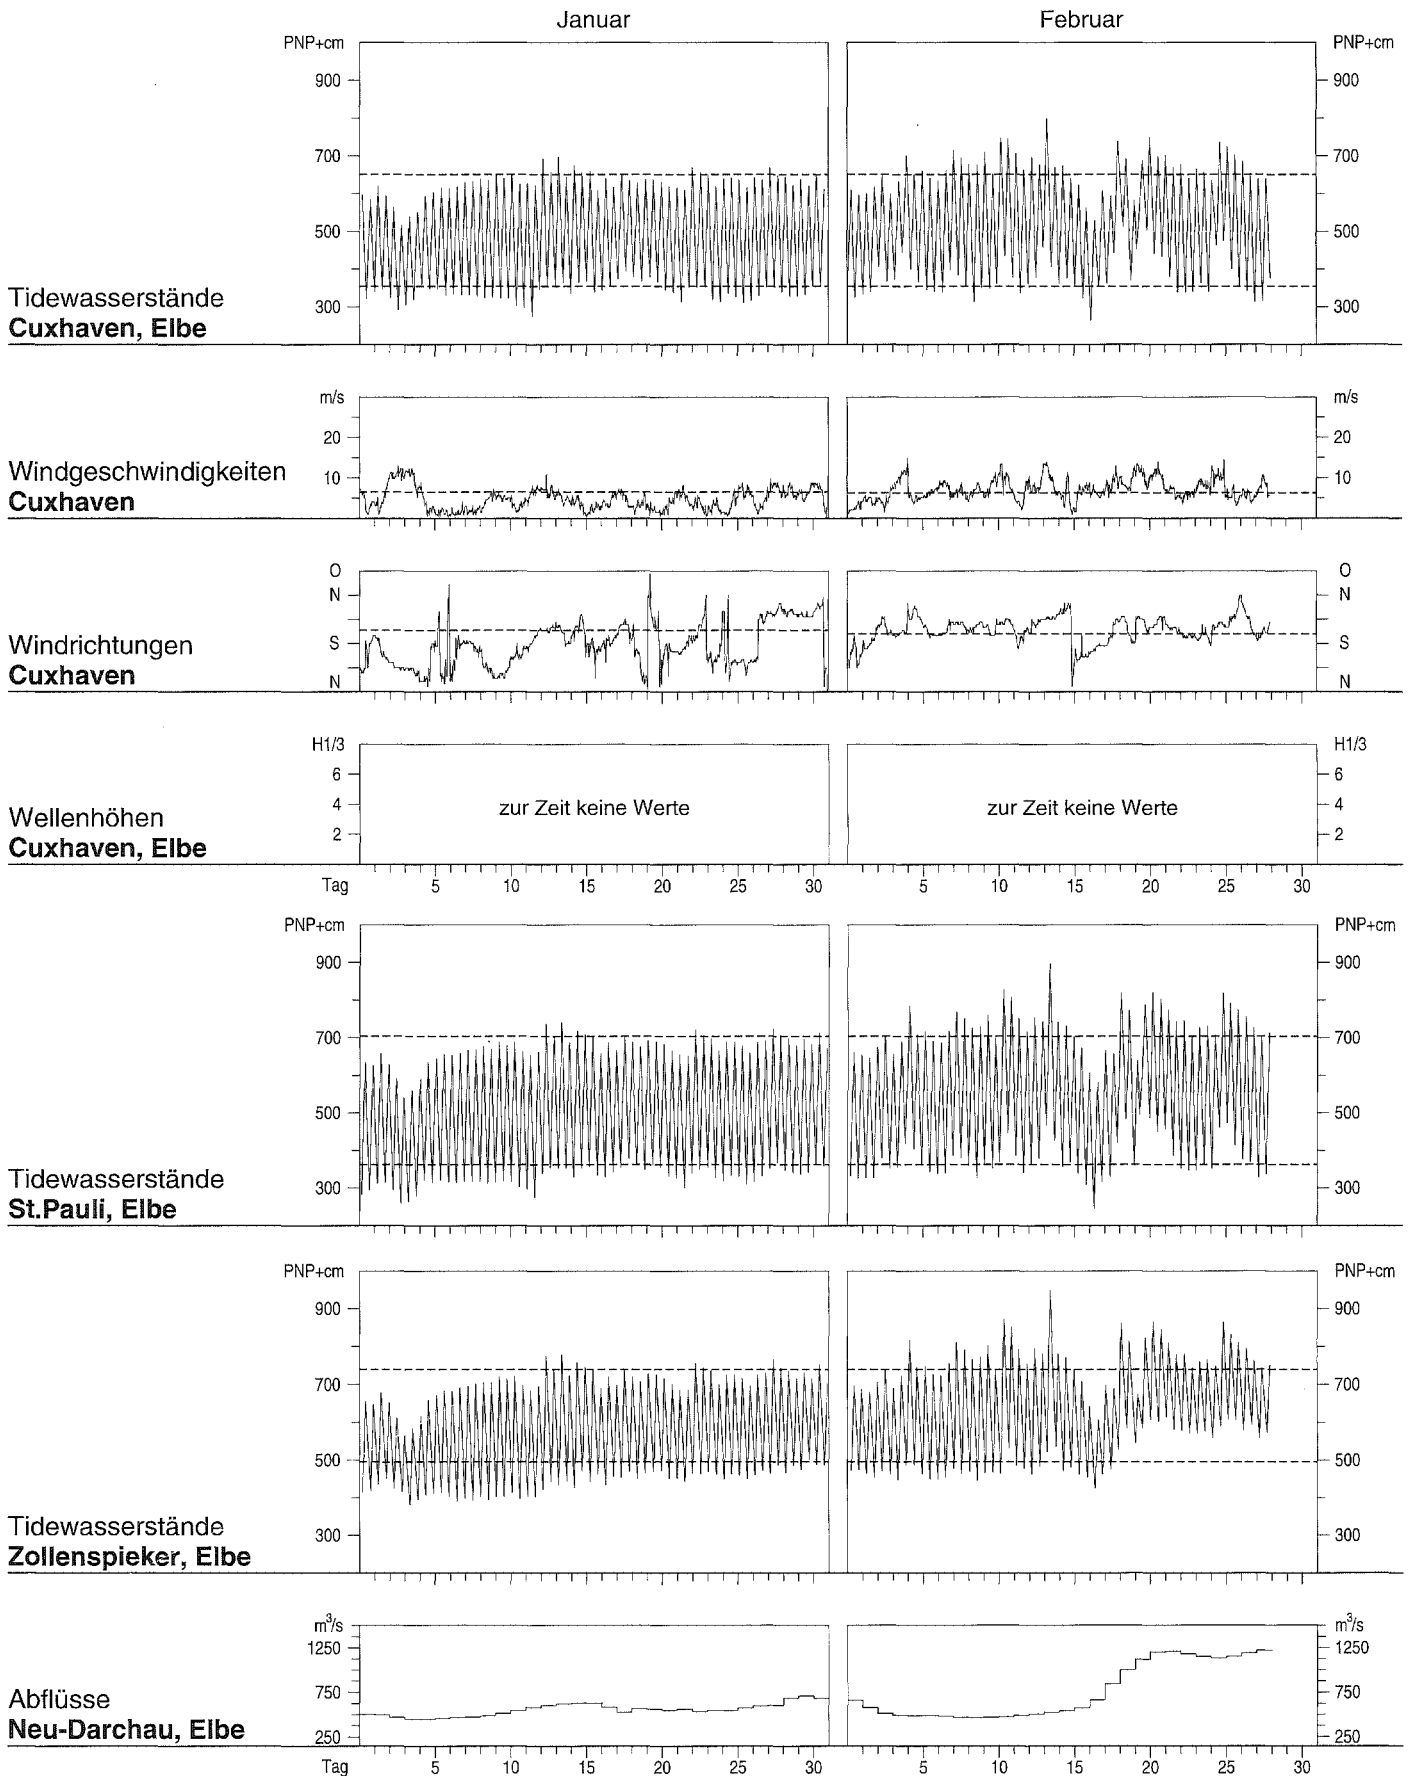 Januar Februar
PNP+cm PNP+cm
900 900
700 700
500 500
300 300
Tidewasserstände
Cuxhaven, Elbe
m/s m/s
20 20
10 10
Windgeschwindigkeiten
Cuxhaven
O O
N N
S S
N N
Windrichtungen
Cuxhaven
H1/3 H1/3
6 6
4 4
2 2
zur Zeit keine Werte zur Zeit keine Werte
Wellenhöhen
Cuxhaven, Elbe
Tag 5 10 15 20 25 30 5 10 15 20 25 30
PNP+cm PNP+cm
900 900
700 700
500 500
300 300
Tidewasserstände
St.Pauli, Elbe
PNP+cm PNP+cm
900 900
700 700
500 500
300 300
Tidewasserstände
Zollenspieker, Elbe
m³/s m³/s
1250 1250
750 750
250 250
Abflüsse
Neu-Darchau, Elbe
Tag 5 10 15 20 25 30 5 10 15 20 25 30